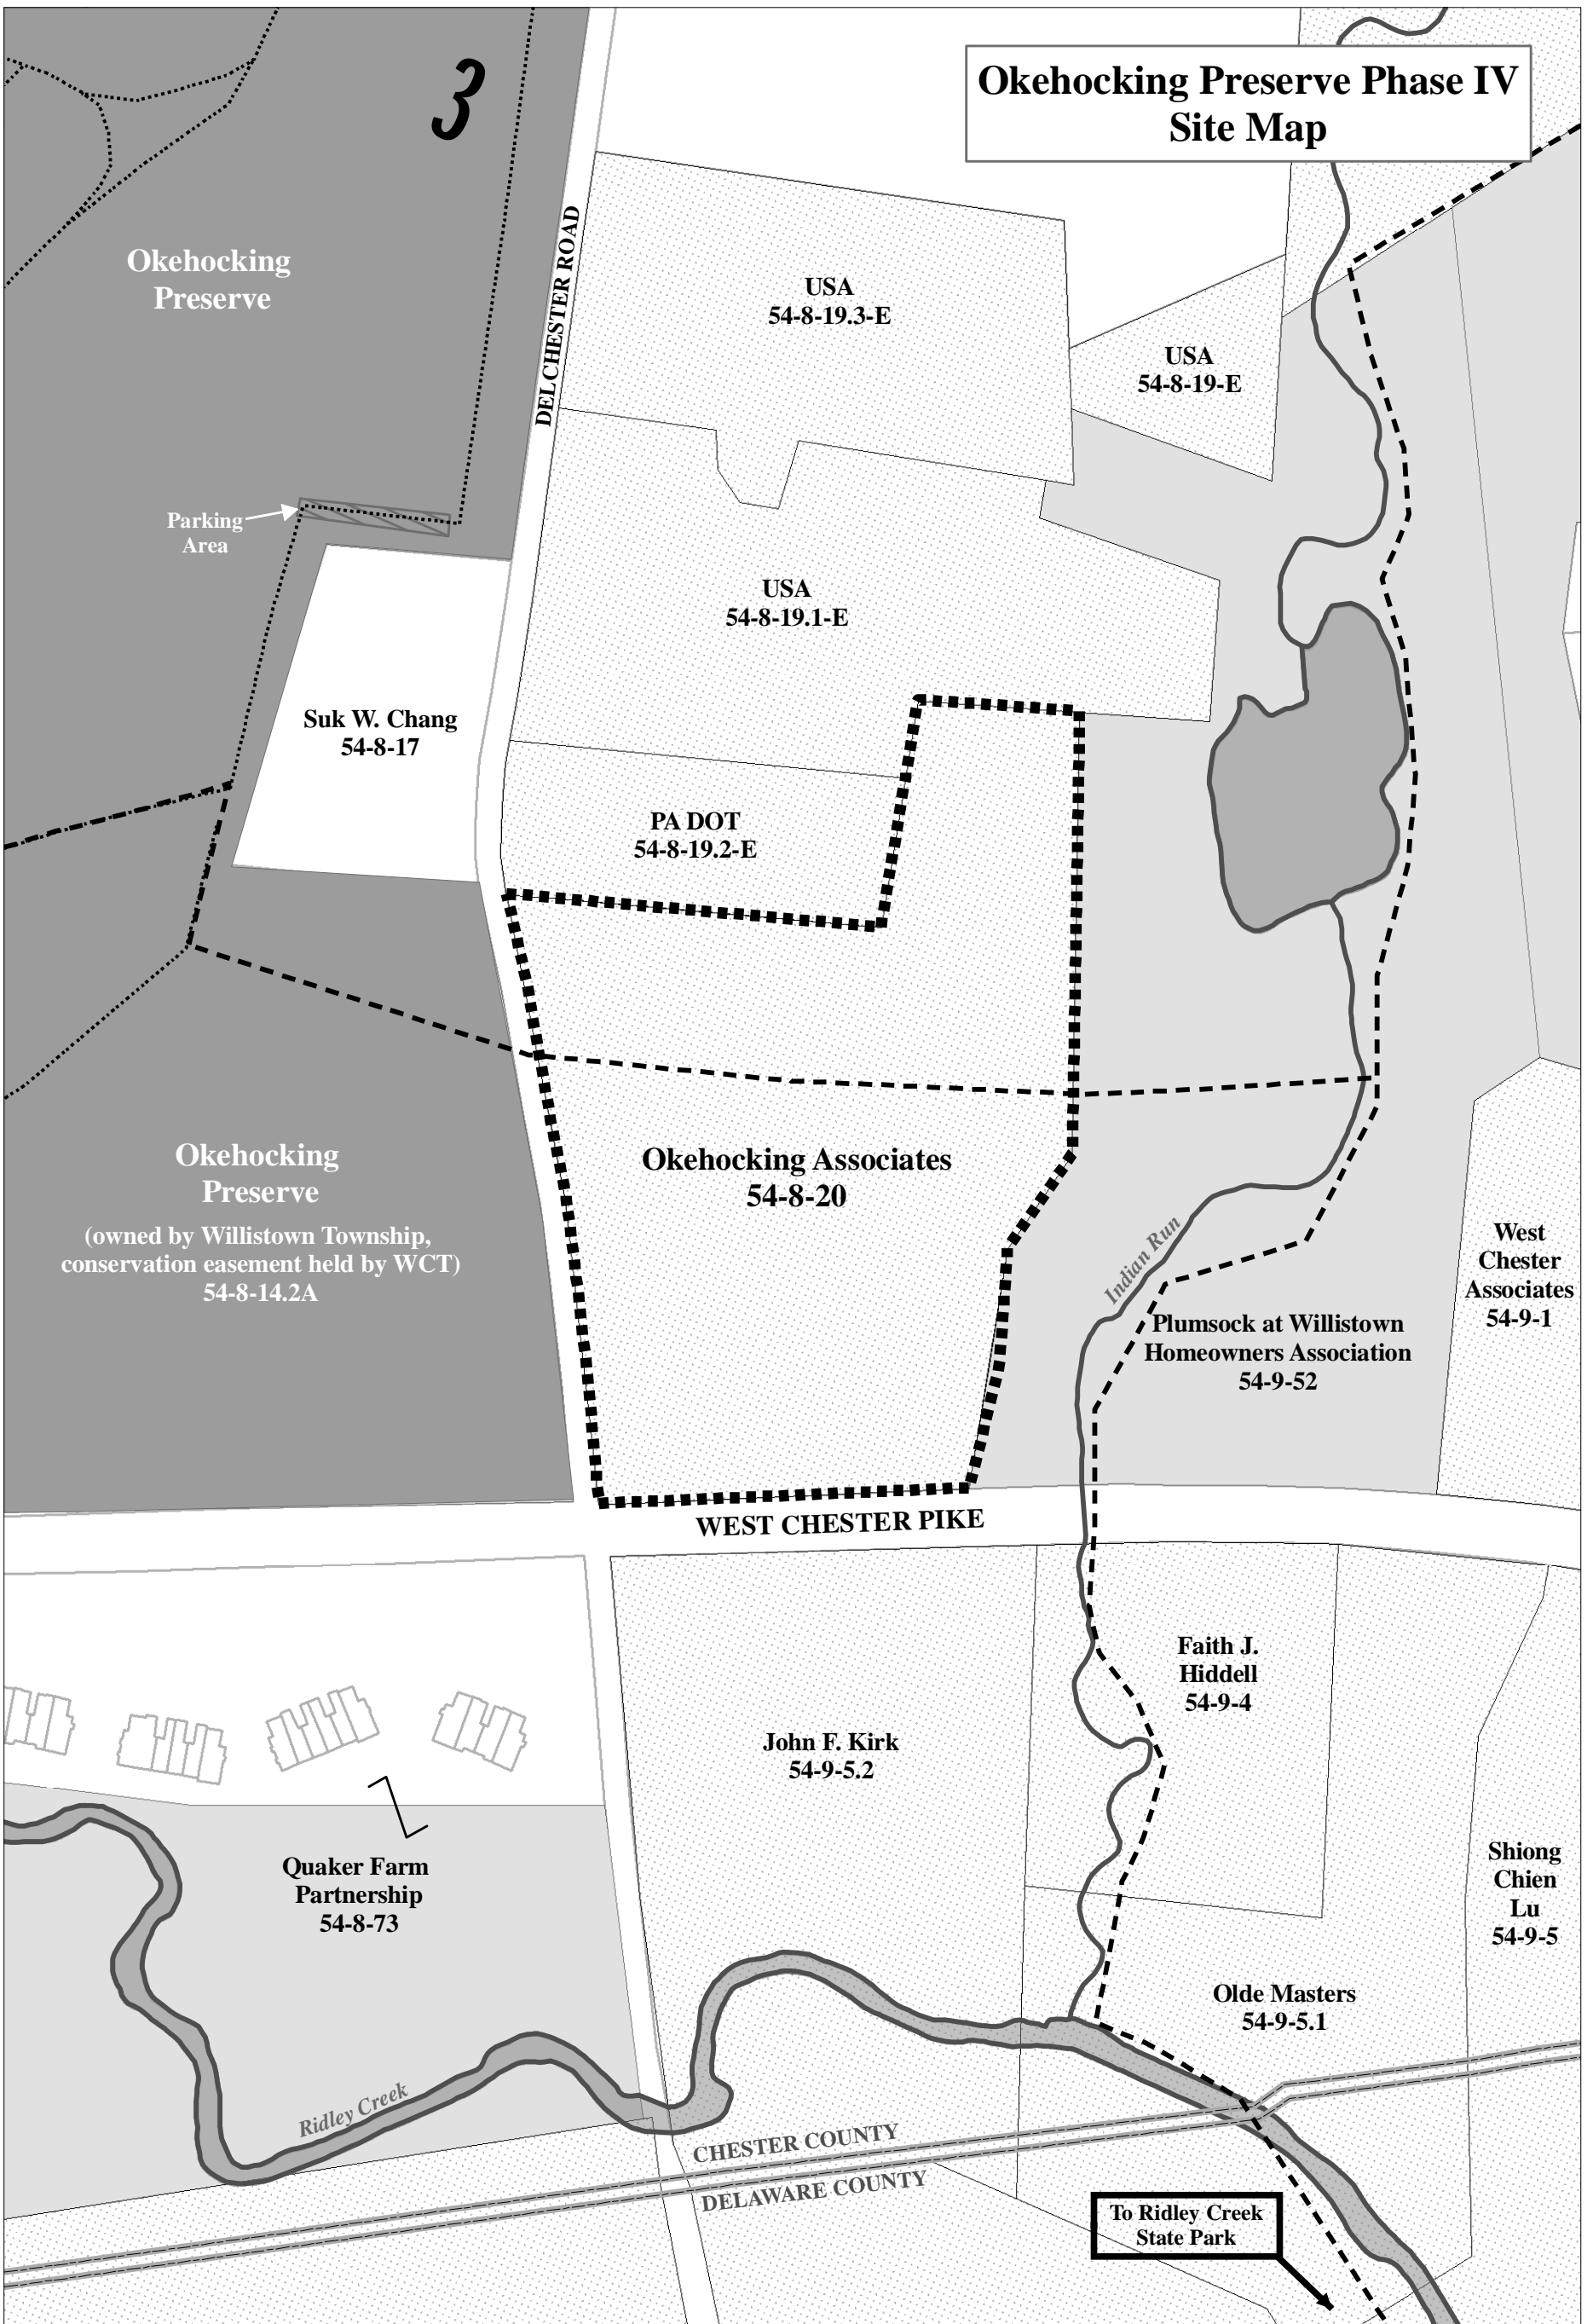 Okehocking Preserve Phase IV
Site Map
3
Okehocking
Preserve
DELCHESTER ROAD
USA
54-8-19.3-E
USA
54-8-19-E
Parking
Area
USA
54-8-19.1-E
Suk W. Chang
54-8-17
PA DOT
54-8-19.2-E
Okehocking
Preserve
(owned by Willistown Township,
conservation easement held by WCT)
54-8-14.2A
Okehocking Associates
54-8-20
Indian Run
West
Chester
Associates
54-9-1
Plumsock at Willistown
Homeowners Association
54-9-52
WEST CHESTER PIKE
Faith J.
Hiddell
54-9-4
John F. Kirk
54-9-5.2
Quaker Farm
Partnership
54-8-73
Shiong
Chien
Lu
54-9-5
Olde Masters
54-9-5.1
Ridley Creek
CHESTER COUNTY
DELAWARE COUNTY
To Ridley Creek
State Park